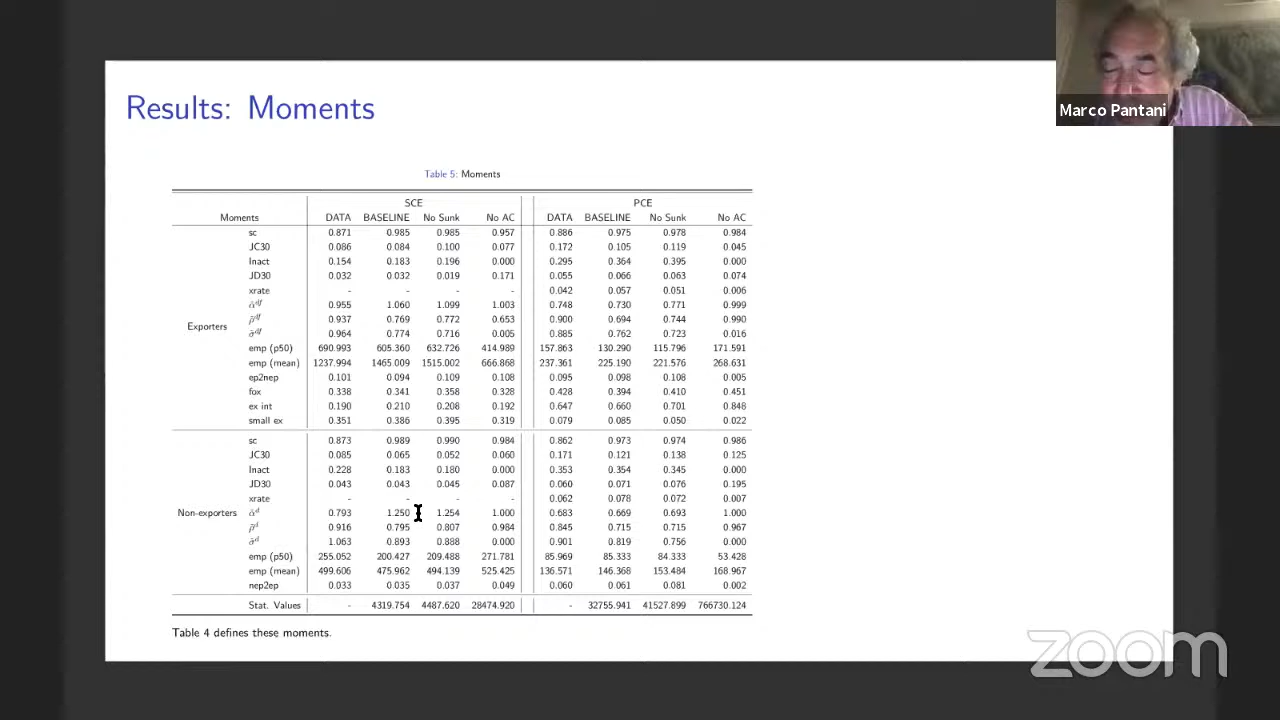 Results: Moments
Marco Pantani
Table 5: Moments
SCE PCE
Moments DATA BASELINE No Sunk No AC DATA BASELINE No Sunk No AC
sc 0.871 0.985 0.985 0.957 0.886 0.975 0.978 0.984
JC30 0.086 0.084 0.100 0.077 0.172 0.105 0.119 0.045
Inact 0.154 0.183 0.196 0.000 0.295 0.364 0.395 0.000
JD30 0.032 0.032 0.019 0.171 0.055 0.066 0.063 0.074
xrate - - - - 0.042 0.057 0.051 0.006
α̃^df 0.955 1.060 1.099 1.003 0.748 0.730 0.771 0.999
ρ̃^df 0.937 0.769 0.772 0.653 0.900 0.694 0.744 0.990
Exporters
σ̃^df 0.964 0.774 0.716 0.005 0.885 0.762 0.723 0.016
emp (p50) 690.993 605.360 632.726 414.989 157.863 130.290 115.796 171.591
emp (mean) 1237.994 1465.009 1515.002 666.868 237.361 225.190 221.576 268.631
ep2nep 0.101 0.094 0.109 0.108 0.095 0.098 0.108 0.005
fox 0.338 0.341 0.358 0.328 0.428 0.394 0.410 0.451
ex int 0.190 0.210 0.208 0.192 0.647 0.660 0.701 0.848
small ex 0.351 0.386 0.395 0.319 0.079 0.085 0.050 0.022
sc 0.873 0.989 0.990 0.984 0.862 0.973 0.974 0.986
JC30 0.085 0.065 0.052 0.060 0.171 0.121 0.138 0.125
Inact 0.228 0.183 0.180 0.000 0.353 0.354 0.345 0.000
JD30 0.043 0.043 0.045 0.087 0.060 0.071 0.076 0.195
xrate - - - - 0.062 0.078 0.072 0.007
Non-exporters α̃^d 0.793 1.250 1.254 1.000 0.683 0.669 0.693 1.000
ρ̃^d 0.916 0.795 0.807 0.984 0.845 0.715 0.715 0.967
σ̃^d 1.063 0.893 0.888 0.000 0.901 0.819 0.756 0.000
emp (p50) 255.052 200.427 209.488 271.781 85.969 85.333 84.333 53.428
emp (mean) 499.606 475.962 494.139 525.425 136.571 146.368 153.484 168.967
nep2ep 0.033 0.035 0.037 0.049 0.060 0.061 0.081 0.002
Stat. Values - 4319.754 4487.620 28474.920 - 32755.941 41527.899 766730.124
Table 4 defines these moments.
zoom